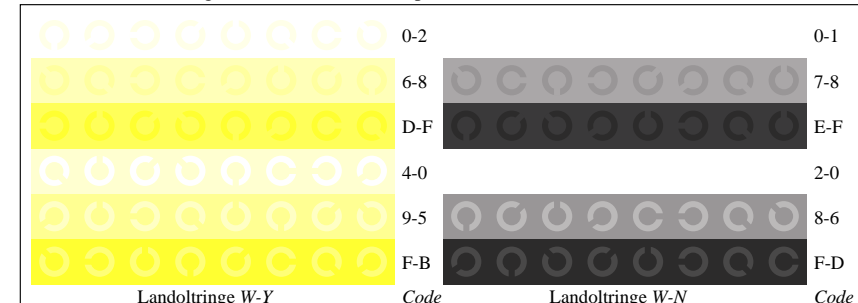 0-2 0-1
6-8 7-8
D-F E-F
4-0 2-0
9-5 8-6
F-B F-D
Landoltringe W-Y Code Landoltringe W-N Code